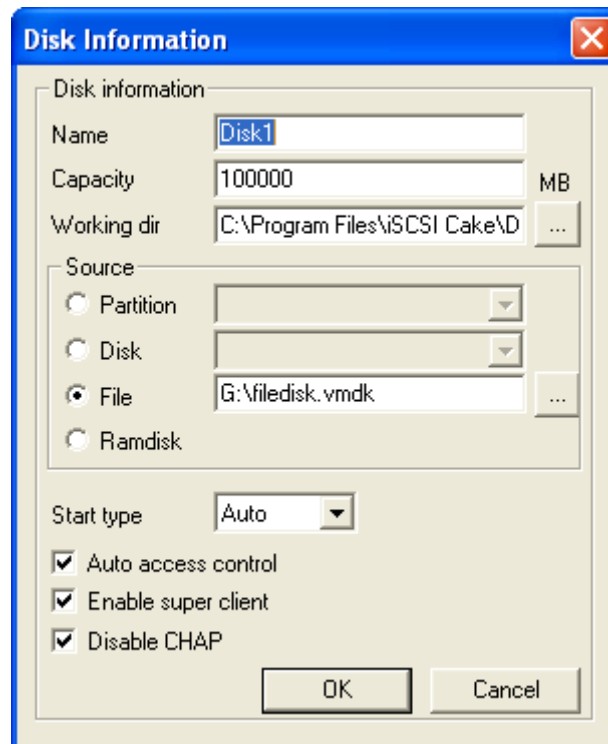 Disk Information
Disk information
Name Disk1
Capacity 100000 MB
Working dir C:\Program Files\iSCSI Cake\D ...
Source
Partition
Disk
File G:\filedisk.vmdk ...
Ramdisk
Start type Auto
Auto access control
Enable super client
Disable CHAP
OK Cancel